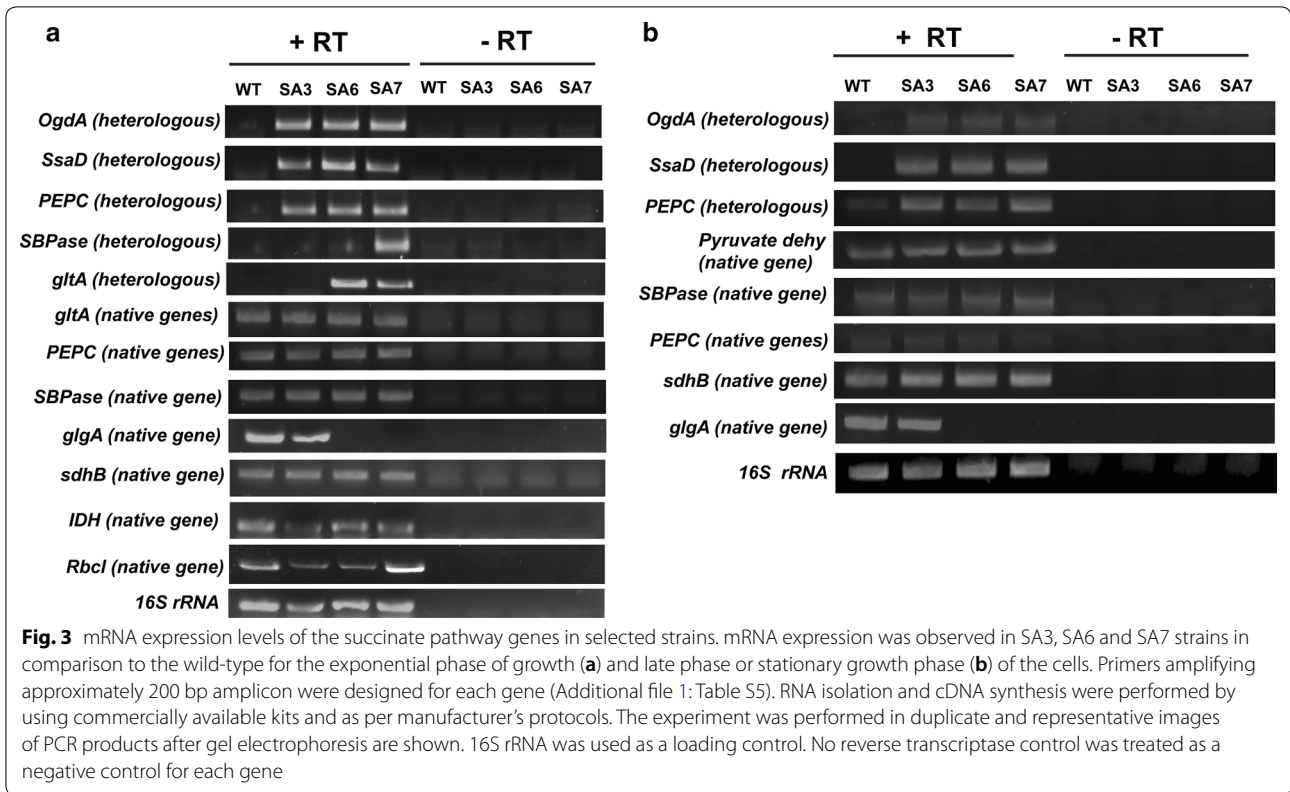 a
+ RT - RT
WT SA3 SA6 SA7 WT SA3 SA6 SA7
OgdA (heterologous)
SsaD (heterologous)
PEPC (heterologous)
SBPase (heterologous)
gltA (heterologous)
gltA (native genes)
PEPC (native genes)
SBPase (native gene)
glgA (native gene)
sdhB (native gene)
IDH (native gene)
Rbcl (native gene)
16S rRNA
b
+ RT - RT
WT SA3 SA6 SA7 WT SA3 SA6 SA7
OgdA (heterologous)
SsaD (heterologous)
PEPC (heterologous)
Pyruvate dehy
(native gene)
SBPase (native gene)
PEPC (native genes)
sdhB (native gene)
glgA (native gene)
16S rRNA
Fig. 3 mRNA expression levels of the succinate pathway genes in selected strains. mRNA expression was observed in SA3, SA6 and SA7 strains in
comparison to the wild-type for the exponential phase of growth (a) and late phase or stationary growth phase (b) of the cells. Primers amplifying
approximately 200 bp amplicon were designed for each gene (Additional file 1: Table S5). RNA isolation and cDNA synthesis were performed by
using commercially available kits and as per manufacturer's protocols. The experiment was performed in duplicate and representative images
of PCR products after gel electrophoresis are shown. 16S rRNA was used as a loading control. No reverse transcriptase control was treated as a
negative control for each gene